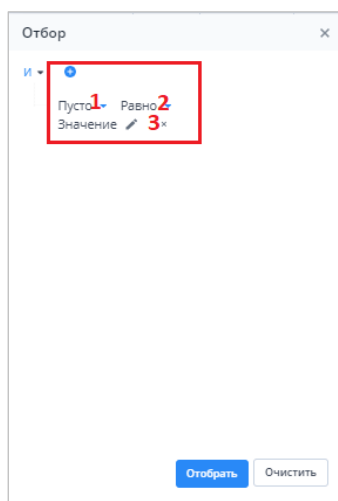 Отбор ×
И
Пусто 1 Равно 2
Значение 3 ×
Отобрать Очистить